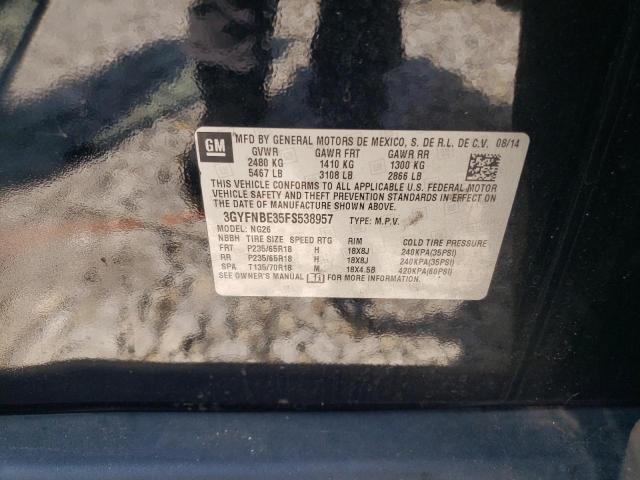 GM
MFD BY GENERAL MOTORS DE MEXICO, S. DE R.L. DE C.V. 08/14
GVWR GAWR FRT GAWR RR
2480 KG 1410 KG 1300 KG
5467 LB 3108 LB 2866 LB
THIS VEHICLE CONFORMS TO ALL APPLICABLE U.S. FEDERAL MOTOR
VEHICLE SAFETY AND THEFT PREVENTION STANDARDS IN EFFECT ON
THE DATE OF MANUFACTURE SHOWN ABOVE.
3GYFNBE35FS538957 TYPE: M.P.V.
MODEL: NG26
NBBH TIRE SIZE SPEED RTG RIM COLD TIRE PRESSURE
FRT P235/65R18 H 18X8J 240KPA(35PSI)
RR P235/65R18 H 18X8J 240KPA(35PSI)
SPA T135/70R18 M 18X4.5B 420KPA(60PSI)
SEE OWNER'S MANUAL FOR MORE INFORMATION.